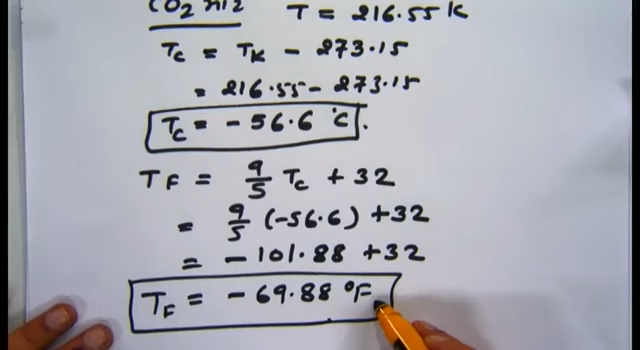 CO2 T = 216.55 K
Tc = TK - 273.15
= 216.55 - 273.15
Tc = - 56.6 °C.
TF = 9/5 Tc + 32
= 9/5 (-56.6) + 32
= - 101.88 + 32
TF = - 69.88 °F